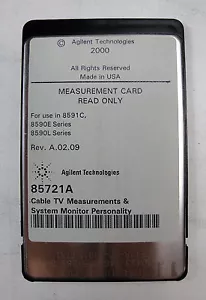 © Agilent Technologies
2000
All Rights Reserved
Made in USA
MEASUREMENT CARD
READ ONLY
For use in 8591C,
8590E Series
8590L Series
Rev. A.02.09
Agilent Technologies
85721A
Cable TV Measurements &
System Monitor Personality